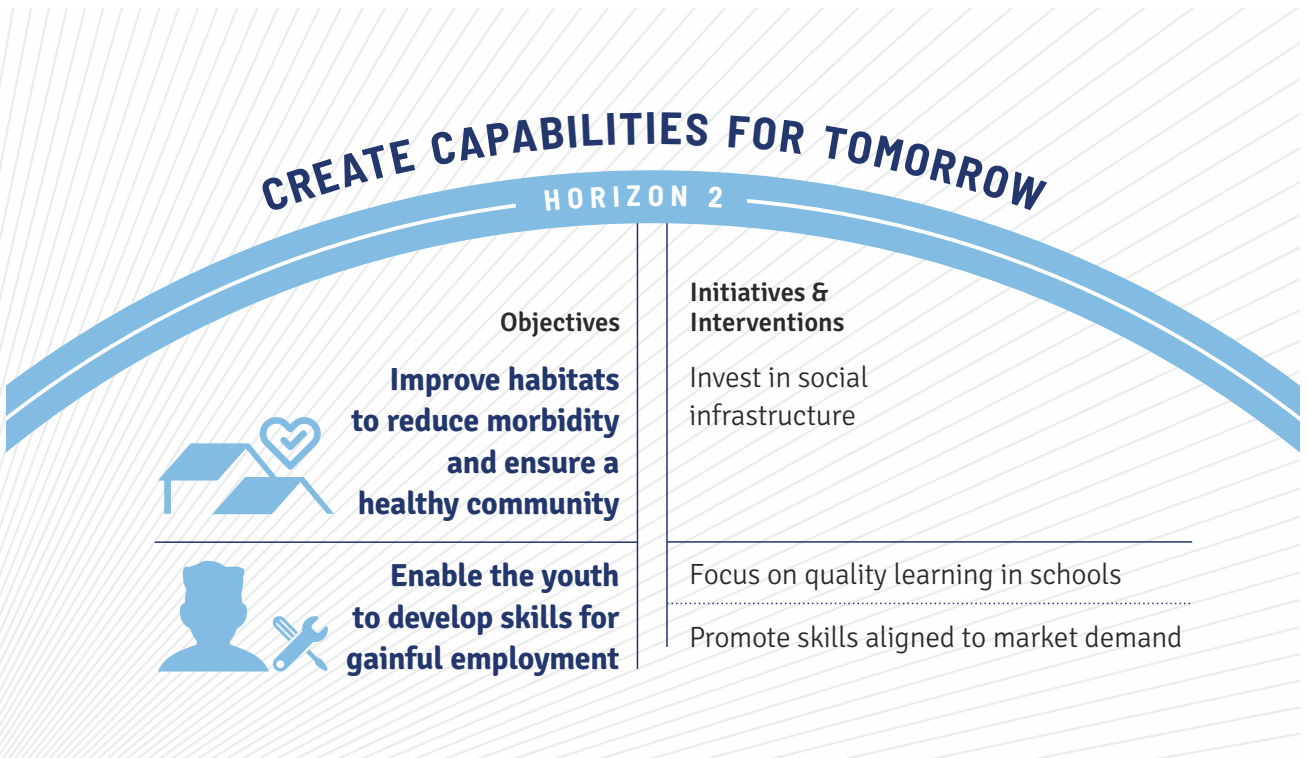 CREATE CAPABILITIES FOR TOMORROW
HORIZON 2
Objectives
Initiatives &
Interventions
Improve habitats
to reduce morbidity
and ensure a
healthy community
Invest in social
infrastructure
Enable the youth
to develop skills for
gainful employment
Focus on quality learning in schools
Promote skills aligned to market demand